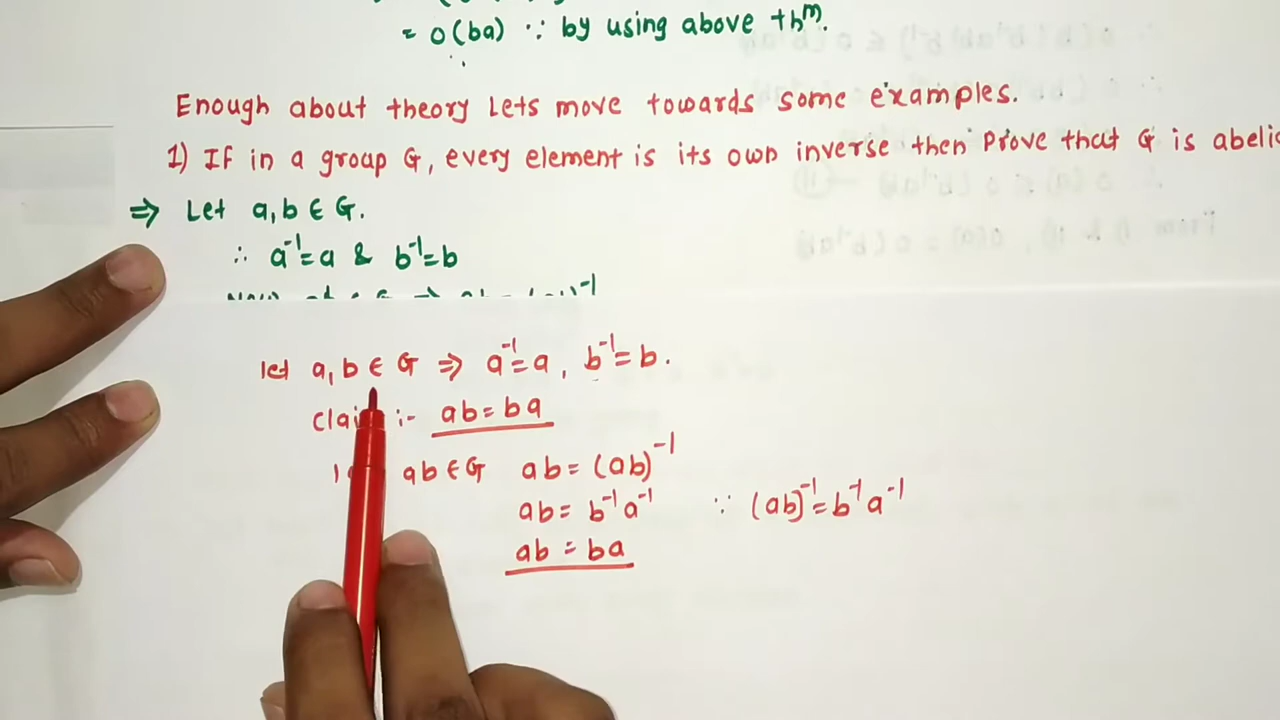 = o(ba) ∵ by using above thᵐ.
Enough about theory Lets move towards some examples.
1) If in a group G, every element is its own inverse then Prove that G is
⇒ Let a, b ∈ G.
∴ a⁻¹=a & b⁻¹=b
let a, b ∈ G ⇒ a⁻¹=a, b⁻¹=b.
:- ab=ba
ab ∈ G ab=(ab)⁻¹
ab= b⁻¹a⁻¹ ∵ (ab)⁻¹=b⁻¹a⁻¹
ab = ba